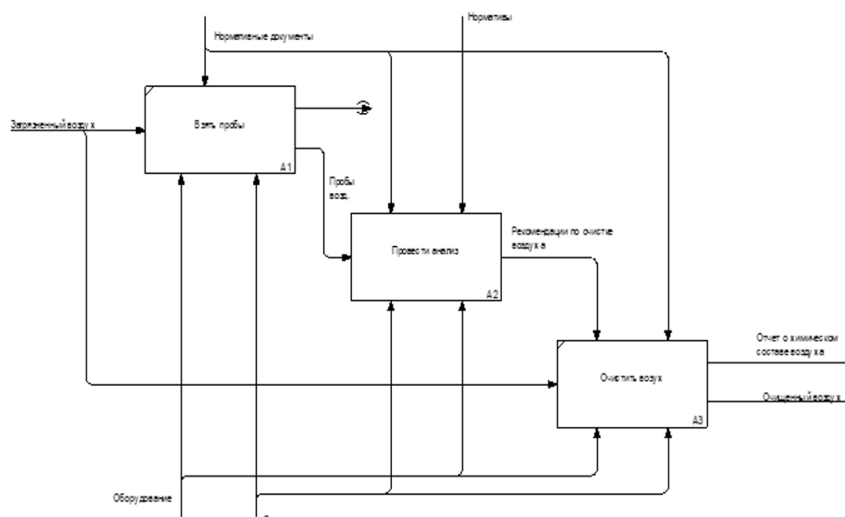 Нормативы
Нормативные документы
Загрязненный воздух
Взять пробы
A1
Пробы
возд.
Провести анализ
A2
Рекомендации по очистке
воздуха
Отчет о химическом
составе воздуха
Очистить возух
Очищенный воздух
A3
Оборудование